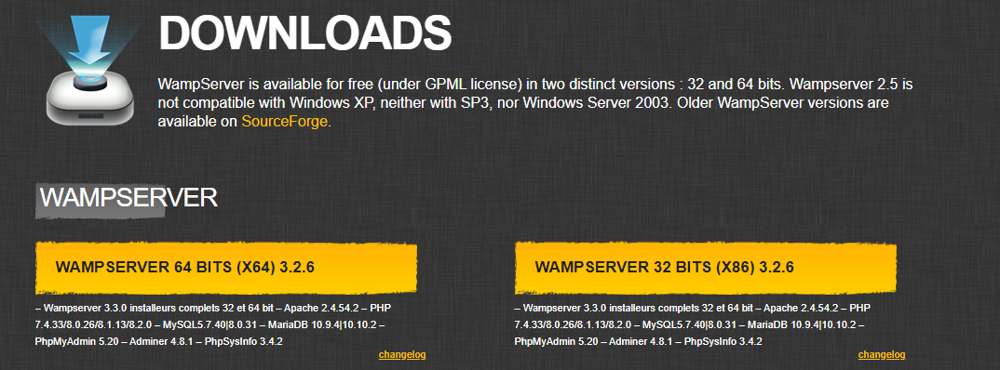 DOWNLOADS
WampServer is available for free (under GPML license) in two distinct versions : 32 and 64 bits. Wampserver 2.5 is
not compatible with Windows XP, neither with SP3, nor Windows Server 2003. Older WampServer versions are
available on SourceForge.
WAMPSERVER
WAMPSERVER 64 BITS (X64) 3.2.6
– Wampserver 3.3.0 installeurs complets 32 et 64 bit – Apache 2.4.54.2 – PHP
7.4.33/8.0.26/8.1.13/8.2.0 – MySQL5.7.40|8.0.31 – MariaDB 10.9.4|10.10.2 –
PhpMyAdmin 5.20 – Adminer 4.8.1 – PhpSysInfo 3.4.2
changelog
WAMPSERVER 32 BITS (X86) 3.2.6
– Wampserver 3.3.0 installeurs complets 32 et 64 bit – Apache 2.4.54.2 – PHP
7.4.33/8.0.26/8.1.13/8.2.0 – MySQL5.7.40|8.0.31 – MariaDB 10.9.4|10.10.2 –
PhpMyAdmin 5.20 – Adminer 4.8.1 – PhpSysInfo 3.4.2
changelog